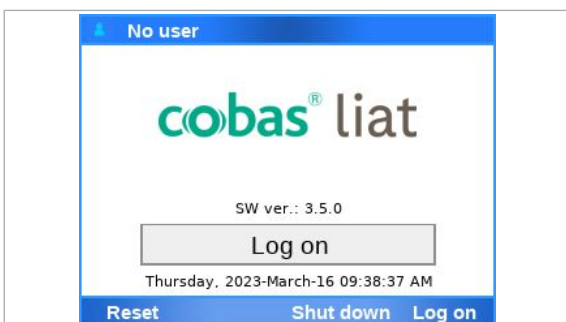 No user
cobas® liat
SW ver.: 3.5.0
Log on
Thursday, 2023-March-16 09:38:37 AM
Reset Shut down Log on